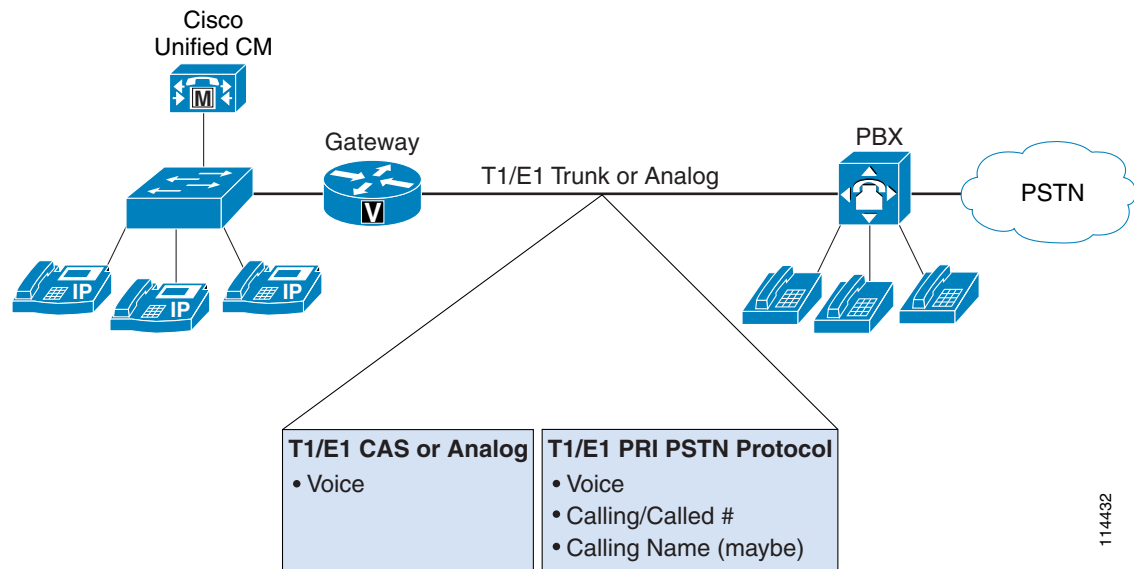 Cisco
Unified CM
M
Gateway
V
T1/E1 Trunk or Analog
PBX
PSTN
IP
IP
IP
T1/E1 CAS or Analog
• Voice
T1/E1 PRI PSTN Protocol
• Voice
• Calling/Called #
• Calling Name (maybe)
114432